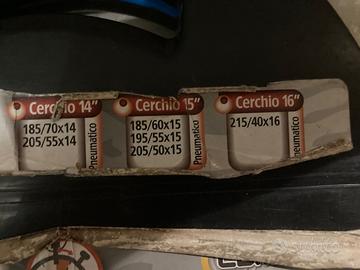 Cerchio 14"
185/70x14
205/55x14
Pneumatico
Cerchio 15"
185/60x15
195/55x15
205/50x15
Pneumatico
Cerchio 16"
215/40x16
Pneumatico